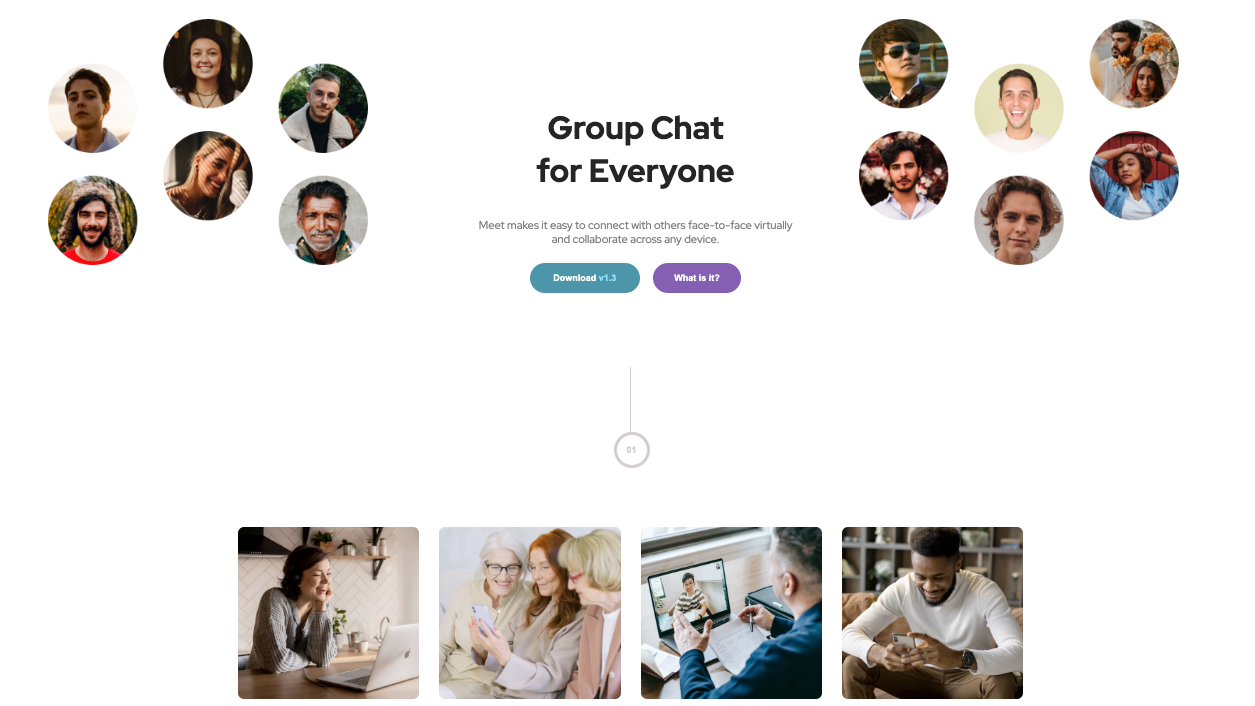 Group Chat
for Everyone
Meet makes it easy to connect with others face-to-face virtually
and collaborate across any device.
Download v1.3
What is it?
01